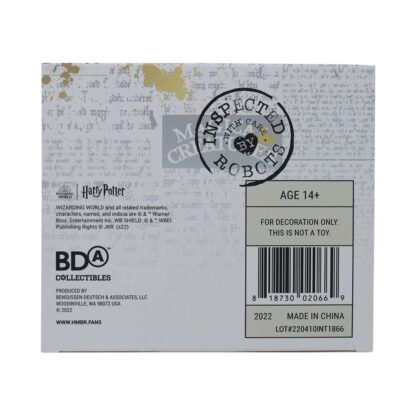 INSPECTED
WITH CARE
BY
ROBOTS
Harry Potter
WIZARDING WORLD and all related trademarks,
characters, names, and indicia are © & ™ Warner
Bros. Entertainment Inc. WB SHIELD: © & ™ WBEI.
Publishing Rights © JKR. (s22)
BDA
COLLECTIBLES
PRODUCED BY
BENSUSSEN DEUTSCH & ASSOCIATES, LLC
WOODINVILLE, WA 98072 USA
© 2022
WWW.HMBR.FANS
AGE 14+
FOR DECORATION ONLY.
THIS IS NOT A TOY.
8 18730 02066 9
2022 MADE IN CHINA
LOT#220410INT1866